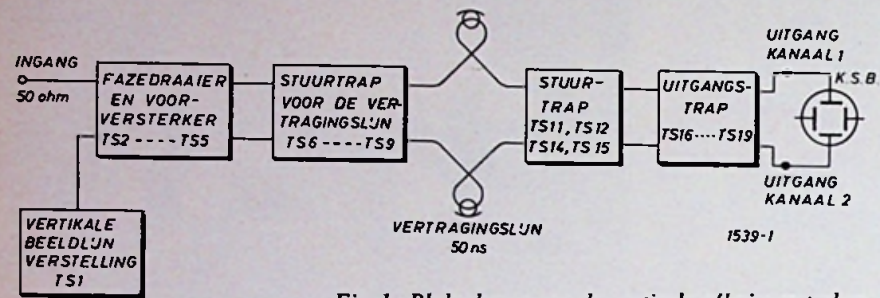 INGANG
50 ohm
FAZEDRAAIER
EN VOOR-
VERSTERKER
TS2 ---- TS5
STUURTRAP
VOOR DE VER-
TRAGINGSLIJN
TS6 ---- TS9
VERTRAGINGSLIJN
50 ns
STUUR-
TRAP
TS11, TS12
TS14, TS15
UITGANGS-
TRAP
TS16 ---- TS19
UITGANG
KANAAL 1
K.S.B.
UITGANG
KANAAL 2
VERTIKALE
BEELDLIJN
VERSTELLING
TS1
1539-1